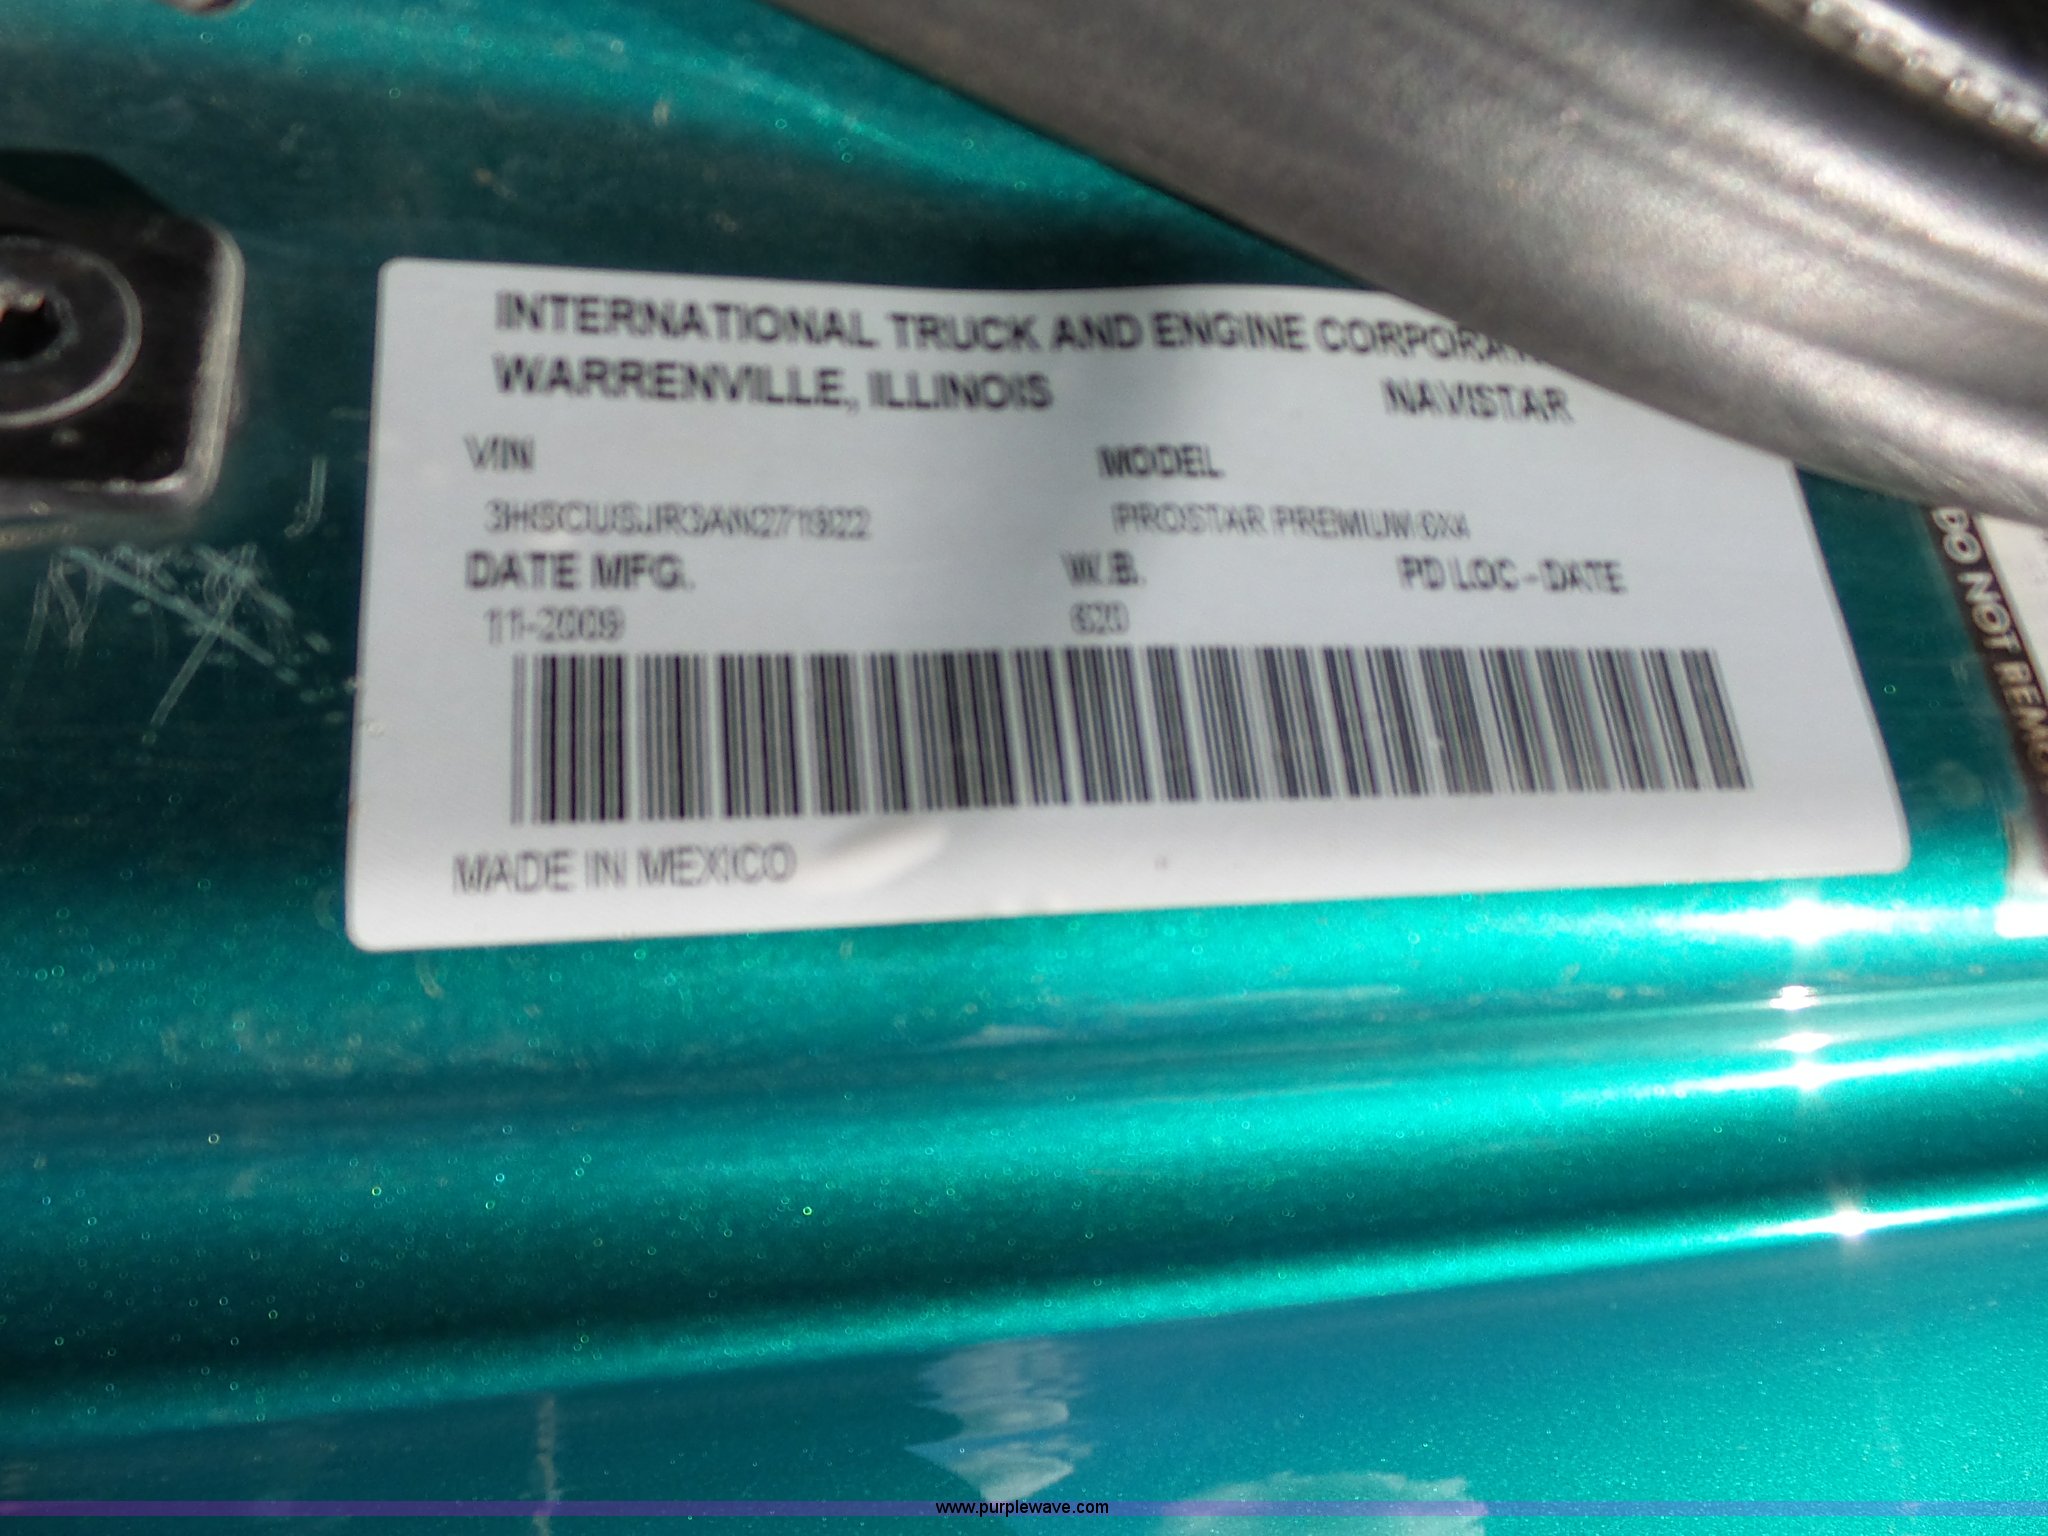 INTERNATIONAL TRUCK AND ENGINE CORPORA
WARRENVILLE, ILLINOIS NAVISTAR
VIN MODEL
3HSCUSJR3AN271922 PROSTAR PREMIUM 6X4
DATE MFG. W.B. PD LOC - DATE
11-2009 620
MADE IN MEXICO
DO NOT REMO
www.purplewave.com